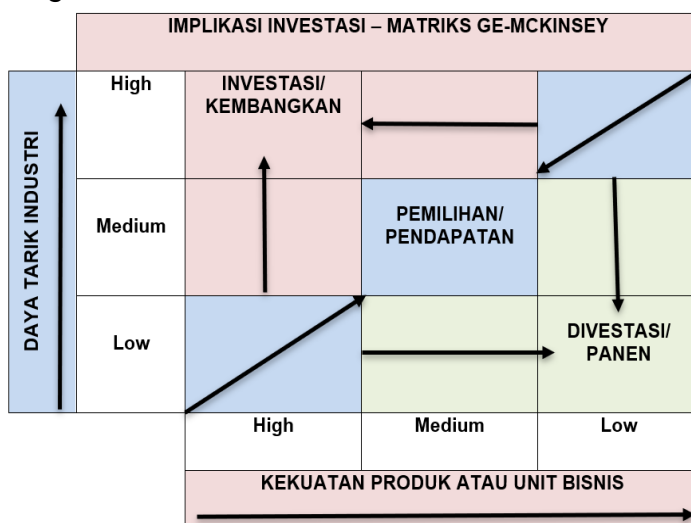 IMPLIKASI INVESTASI – MATRIKS GE-MCKINSEY
DAYA TARIK INDUSTRI
High
INVESTASI/
KEMBANGKAN
Medium
PEMILIHAN/
PENDAPATAN
Low
DIVESTASI/
PANEN
High
Medium
Low
KEKUATAN PRODUK ATAU UNIT BISNIS